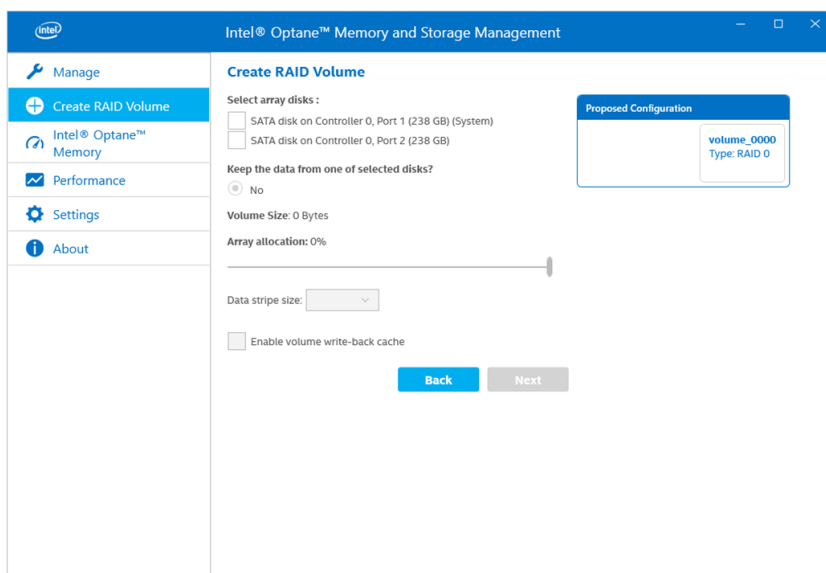 intel
Intel® Optane™ Memory and Storage Management
Manage
Create RAID Volume
Intel® Optane™
Memory
Performance
Settings
About
Create RAID Volume
Select array disks :
SATA disk on Controller 0, Port 1 (238 GB) (System)
SATA disk on Controller 0, Port 2 (238 GB)
Keep the data from one of selected disks?
No
Volume Size: 0 Bytes
Array allocation: 0%
Data stripe size:
Enable volume write-back cache
Back
Next
Proposed Configuration
volume_0000
Type: RAID 0